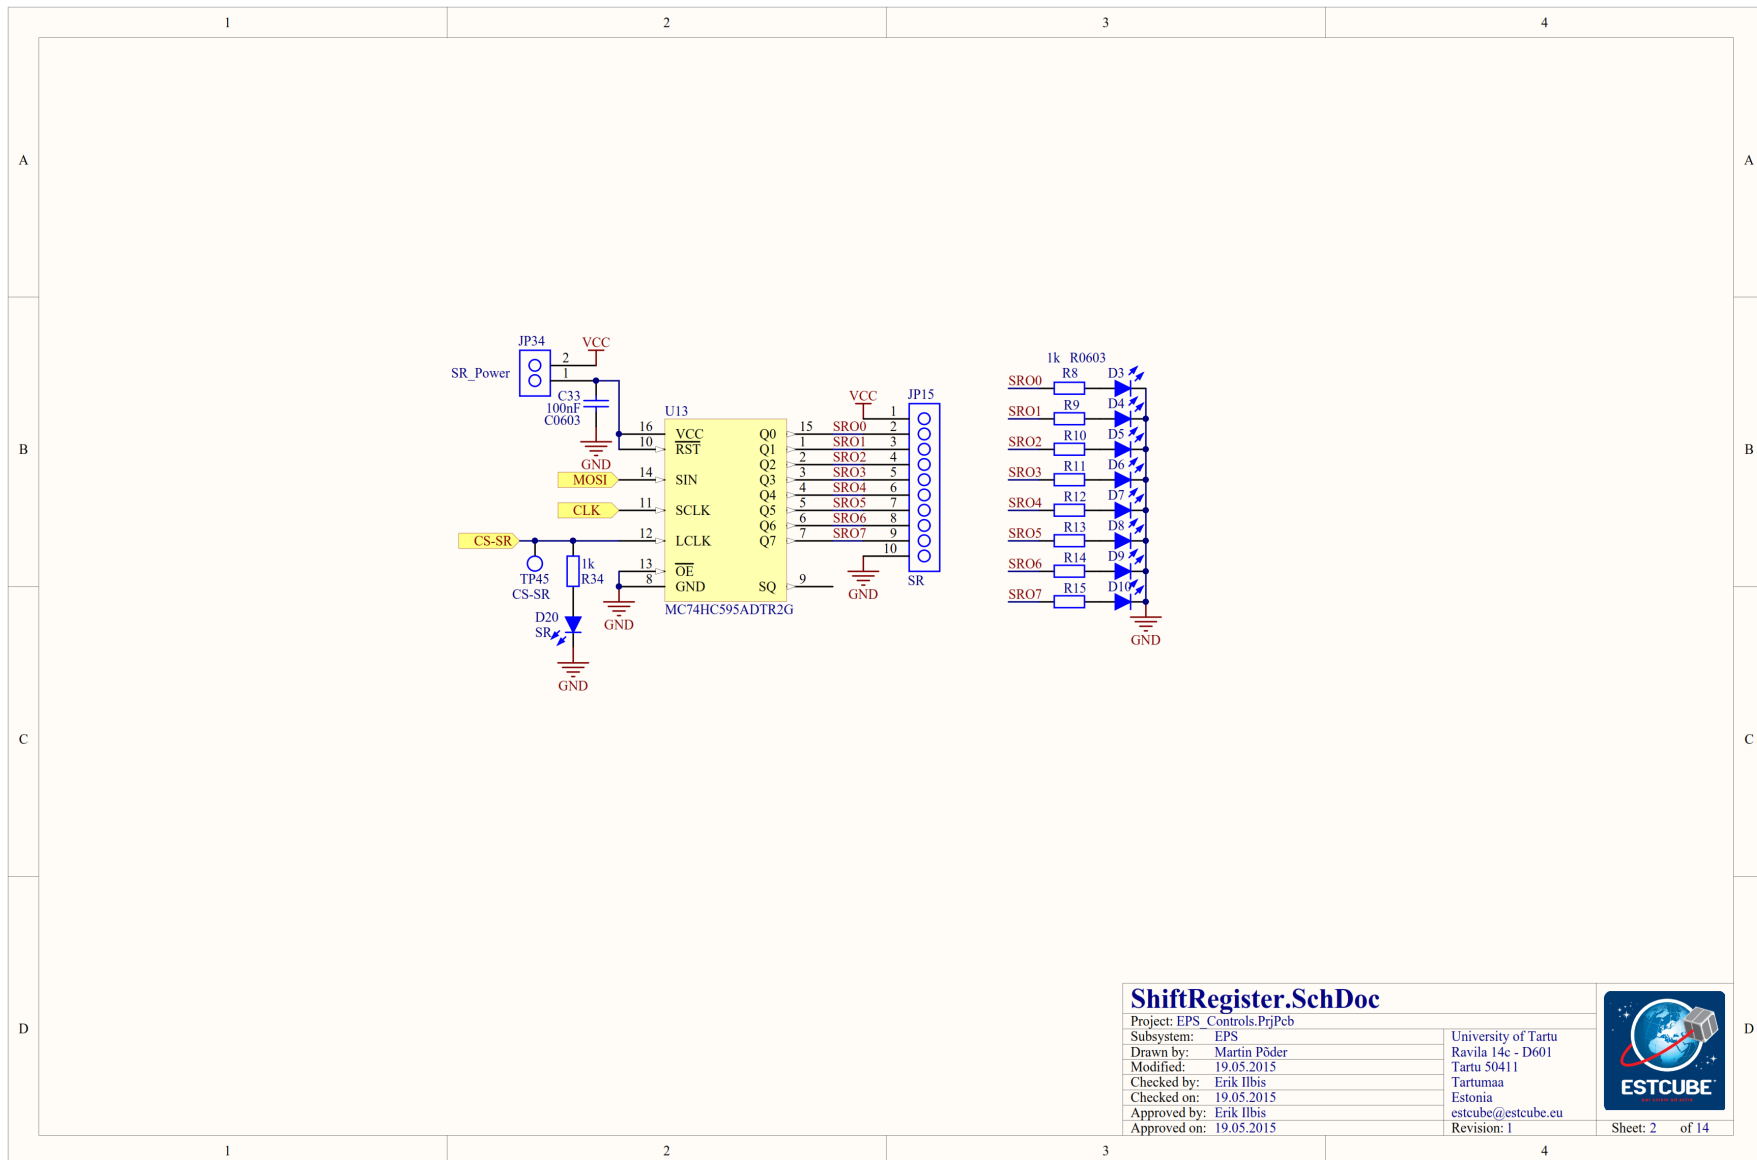 1 2 3 4
A A
JP34
VCC
2
SR_Power
1
C33
100nF
C0603
GND
U13
16 VCC
10 RST
MOSI 14 SIN
CLK 11 SCLK
CS-SR 12 LCLK
13 OE
8 GND
GND
TP45
CS-SR
1k
R34
D20
SR
GND
Q0 15 SRO0 2
Q1 1 SRO1 3
Q2 2 SRO2 4
Q3 3 SRO3 5
Q4 4 SRO4 6
Q5 5 SRO5 7
Q6 6 SRO6 8
Q7 7 SRO7 9
SQ 9
MC74HC595ADTR2G
VCC
JP15
1
10
GND
SR
1k R0603
SRO0 R8 D3
SRO1 R9 D4
SRO2 R10 D5
SRO3 R11 D6
SRO4 R12 D7
SRO5 R13 D8
SRO6 R14 D9
SRO7 R15 D10
GND
B B
C C
D D
ShiftRegister.SchDoc
Project: EPS_Controls.PrjPcb
Subsystem: EPS
Drawn by: Martin Põder
Modified: 19.05.2015
Checked by: Erik Ilbis
Checked on: 19.05.2015
Approved by: Erik Ilbis
Approved on: 19.05.2015
University of Tartu
Ravila 14c - D601
Tartu 50411
Tartumaa
Estonia
estcube@estcube.eu
Revision: 1
ESTCUBE
Sheet: 2 of 14
1 2 3 4